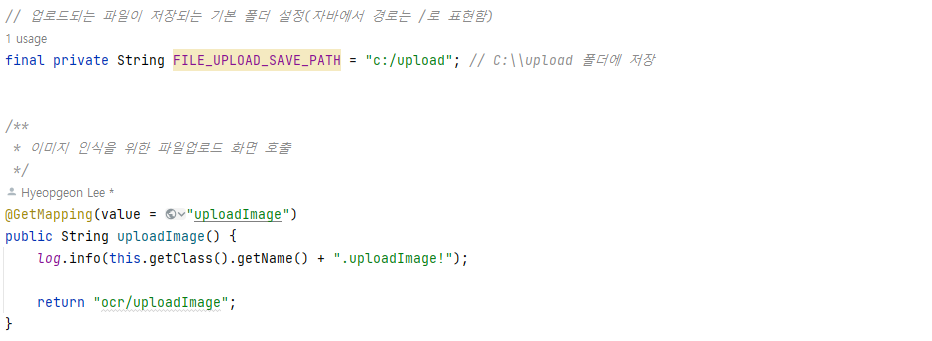 // 업로드되는 파일이 저장되는 기본 폴더 설정(자바에서 경로는 /로 표현함)
1 usage
final private String FILE_UPLOAD_SAVE_PATH = "c:/upload"; // C:\\upload 폴더에 저장
/**
* 이미지 인식을 위한 파일업로드 화면 호출
*/
Hyeopgeon Lee *
@GetMapping(value = "uploadImage")
public String uploadImage() {
log.info(this.getClass().getName() + ".uploadImage!");
return "ocr/uploadImage";
}